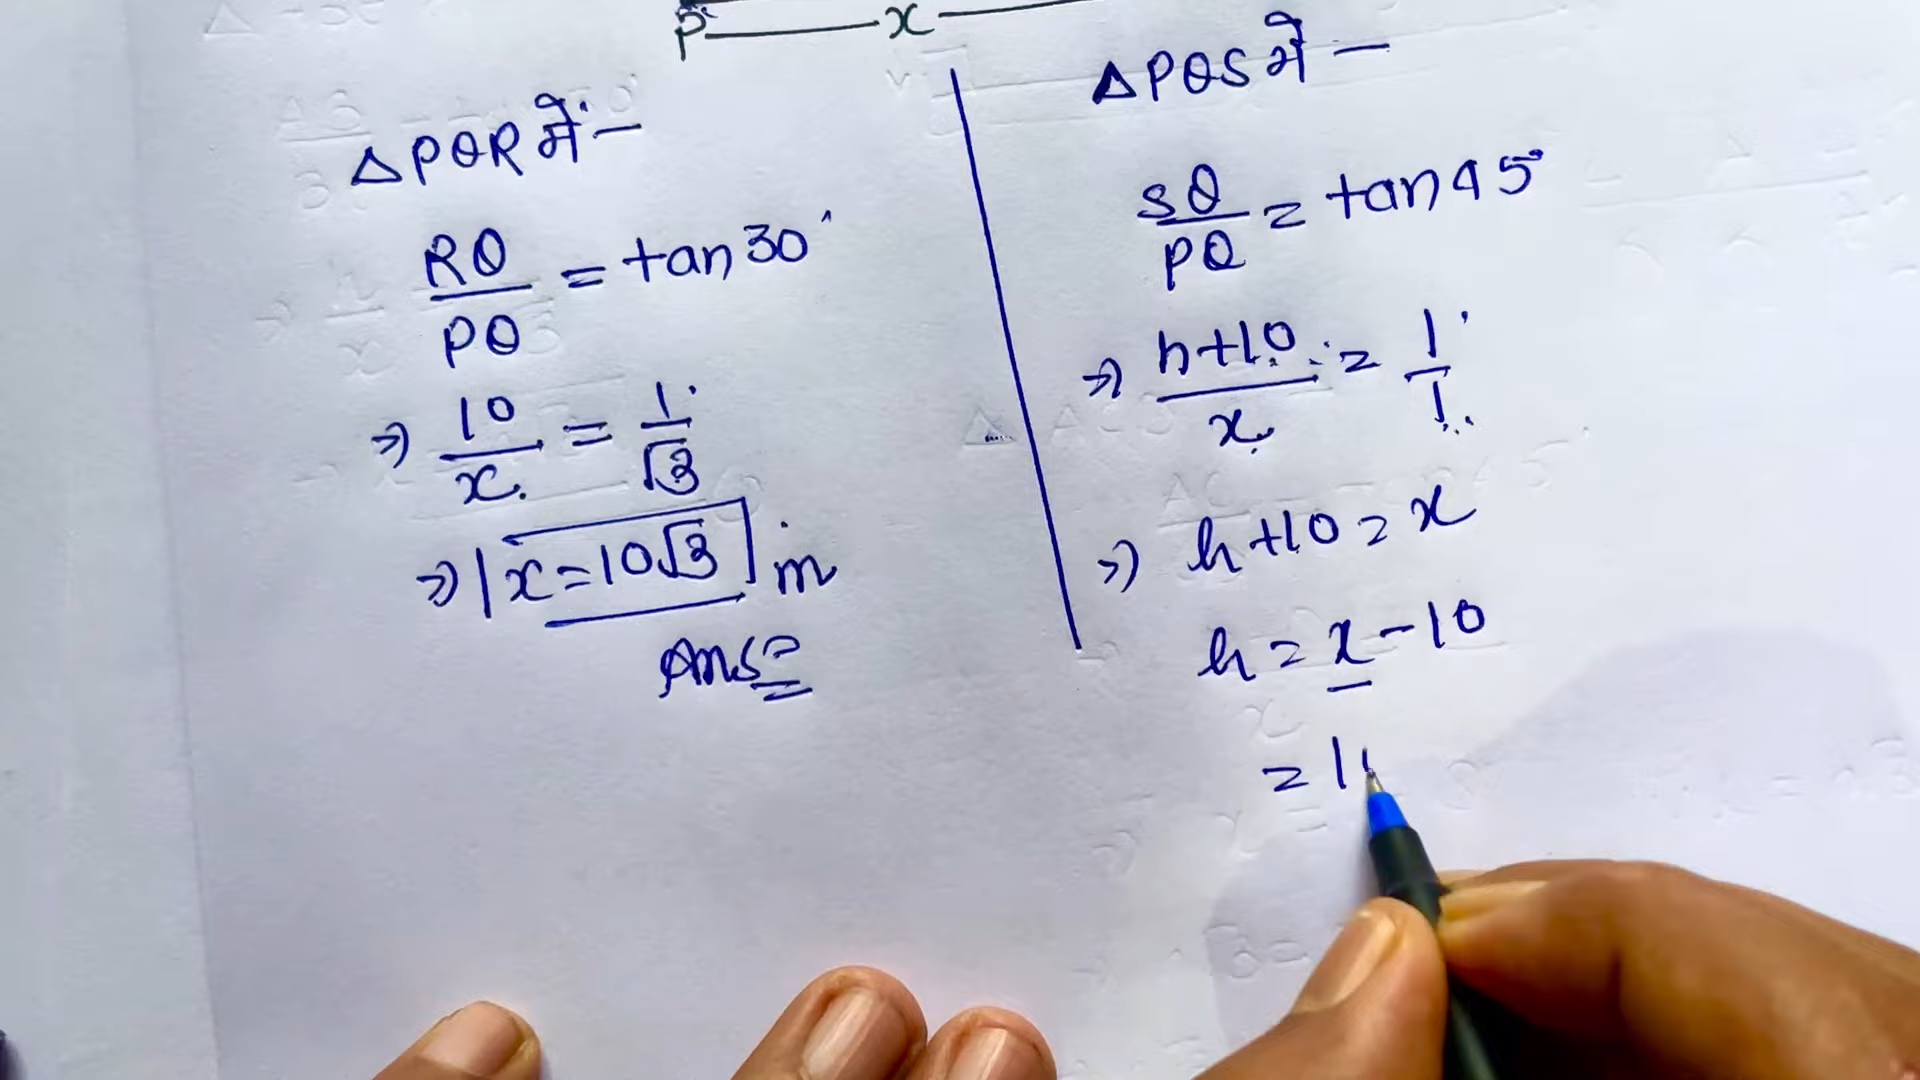 P x
ΔPQR में -
RQ/PQ = tan 30°
⇒ 10/x = 1/√3
⇒ x = 10√3 m
Ans
ΔPQS में -
SQ/PQ = tan 45°
⇒ h+10/x = 1/1
⇒ h+10 = x
h = x - 10
= 1